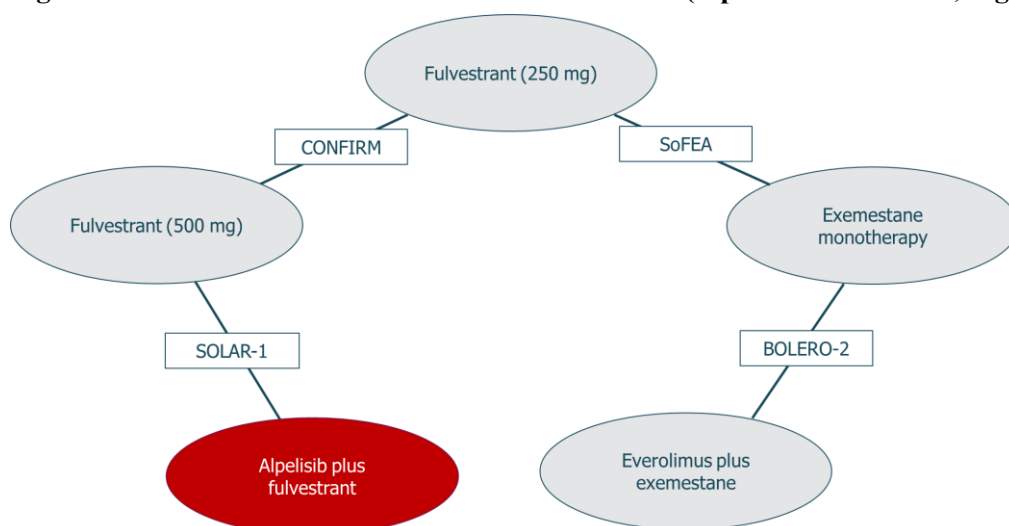 Fulvestrant (250 mg)
CONFIRM
SoFEA
Fulvestrant (500 mg)
Exemestane
monotherapy
SOLAR-1
BOLERO-2
Alpelisib plus
fulvestrant
Everolimus plus
exemestane